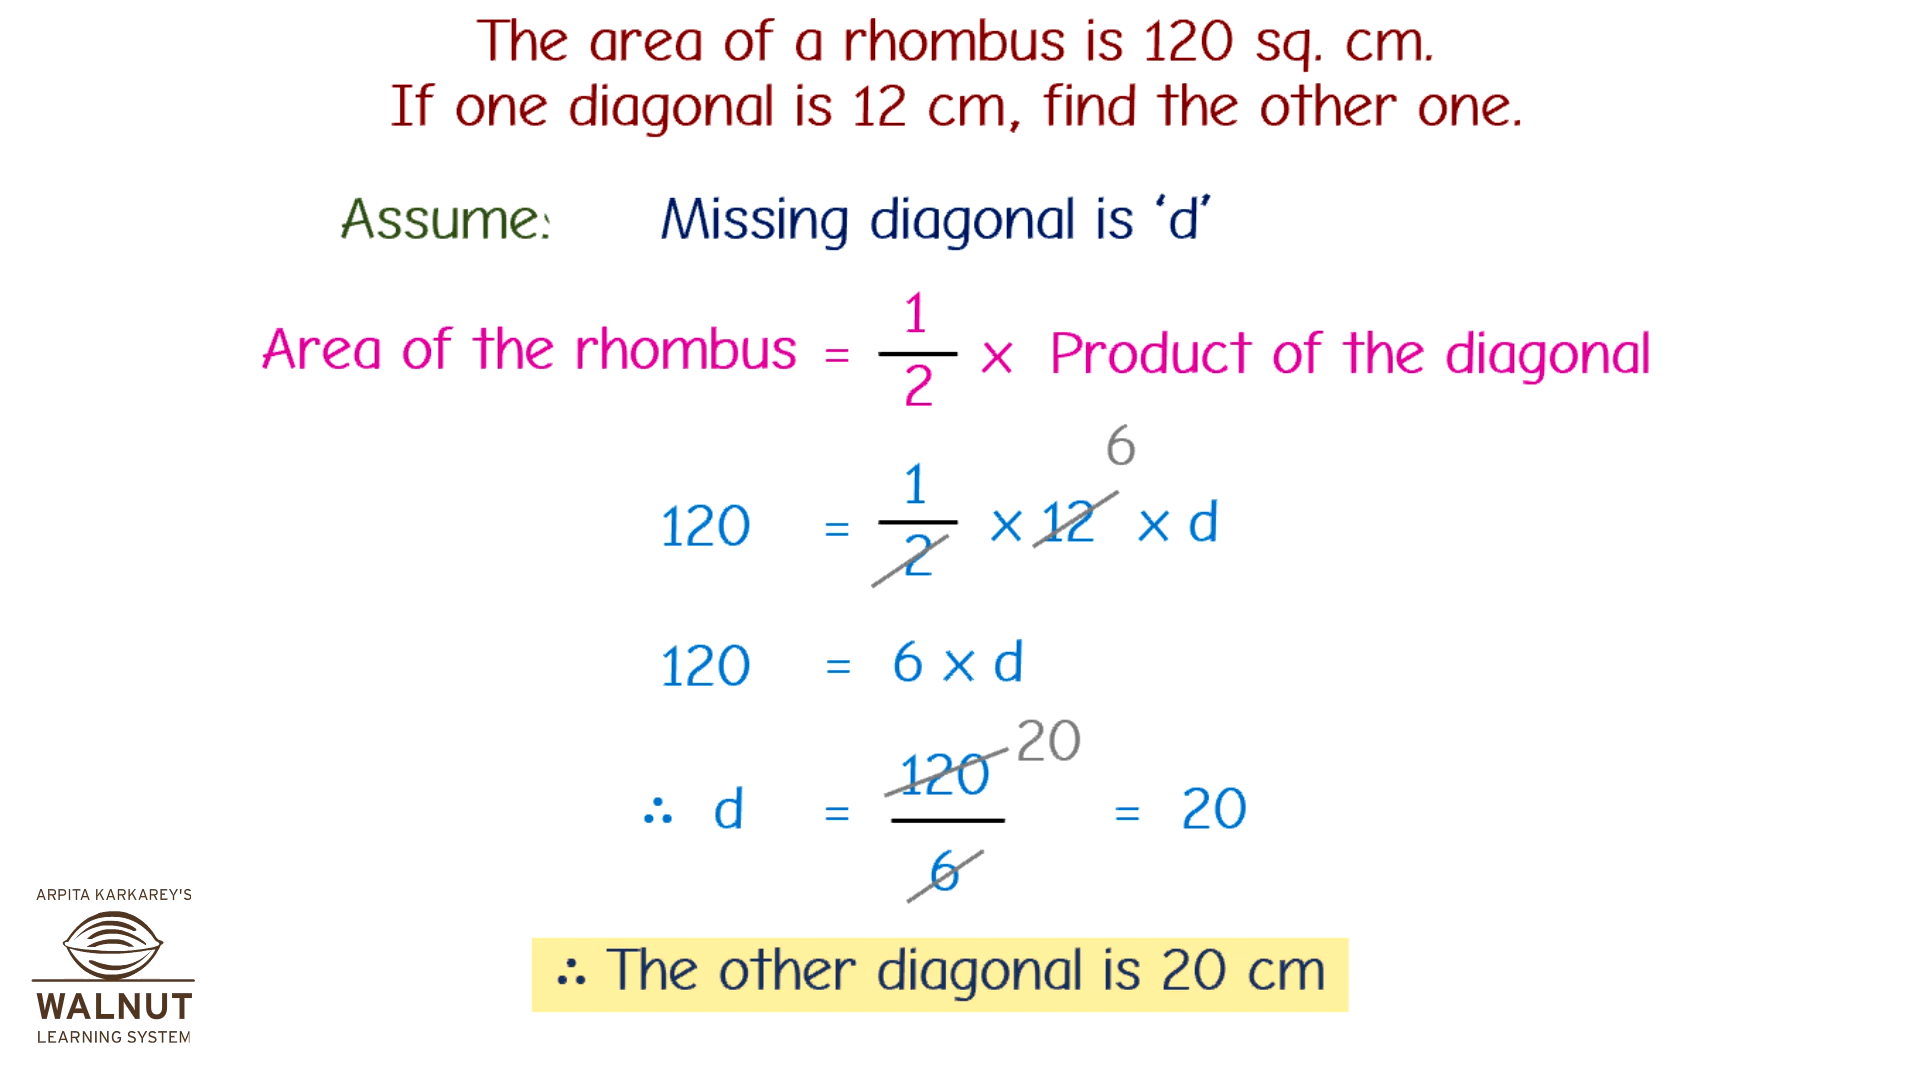 The area of a rhombus is 120 sq. cm.
If one diagonal is 12 cm, find the other one.
Assume: Missing diagonal is ‘d’
Area of the rhombus = 1/2 x Product of the diagonal
6
120 = 1/2 x 12 x d
120 = 6 x d
20
∴ d = 120/6 = 20
∴ The other diagonal is 20 cm
ARPITA KARKAREY'S
WALNUT
LEARNING SYSTEM